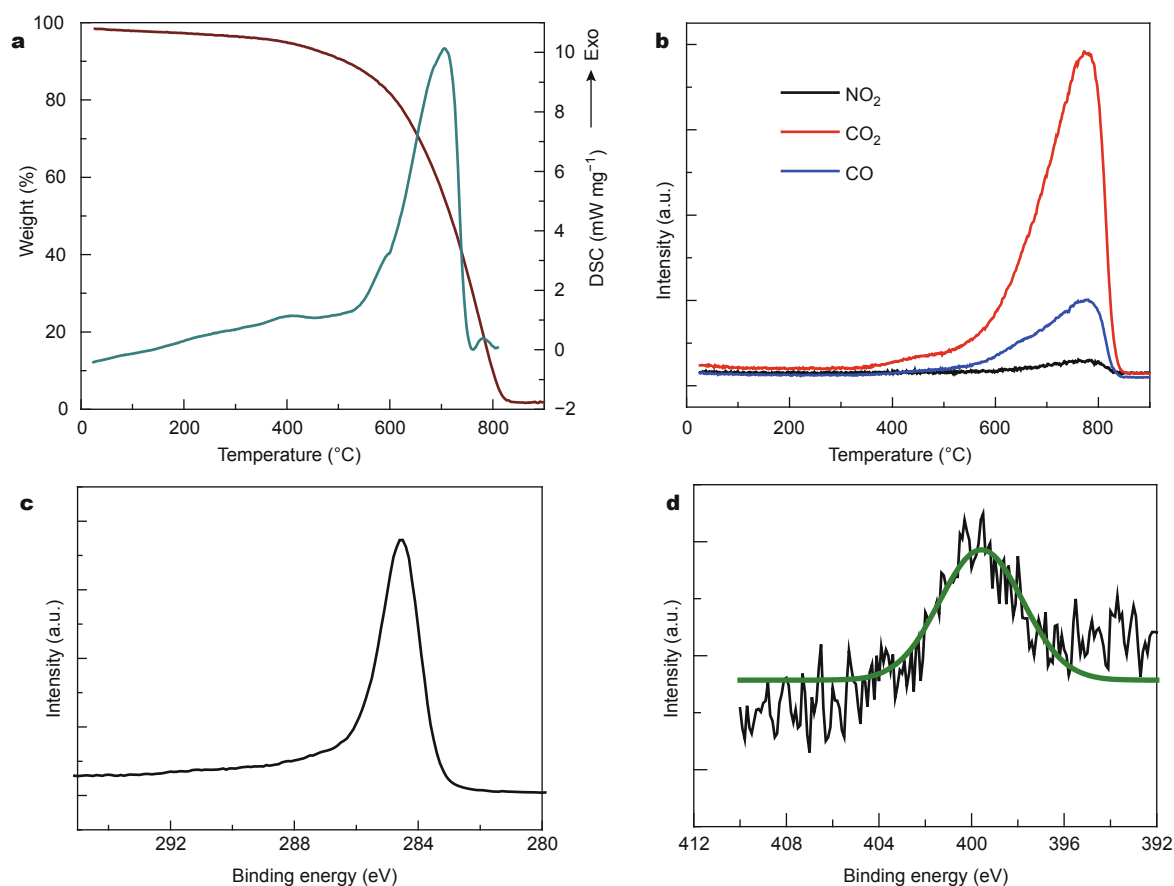 a
100
80
60
40
20
0
Weight (%)
0
200
400
600
800
Temperature (°C)
10
8
6
4
2
0
−2
DSC (mW mg⁻¹) ⟶ Exo
b
NO₂
CO₂
CO
Intensity (a.u.)
0
200
400
600
800
Temperature (°C)
c
Intensity (a.u.)
292
288
284
280
Binding energy (eV)
d
Intensity (a.u.)
412
408
404
400
396
392
Binding energy (eV)